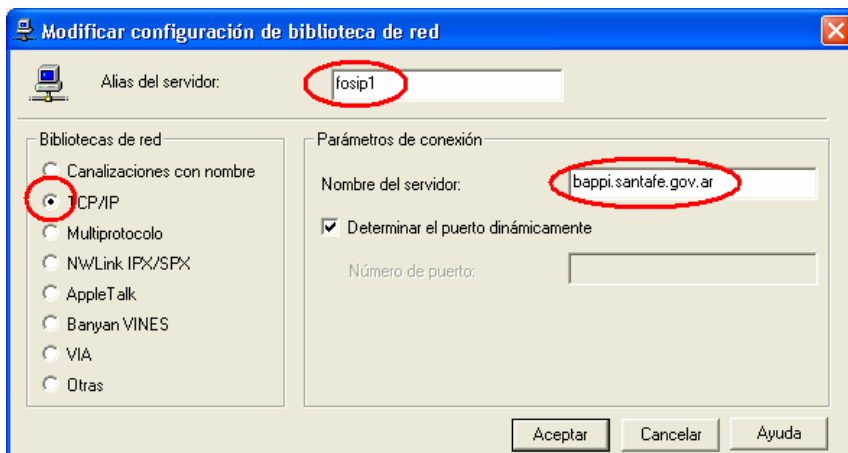 Modificar configuración de biblioteca de red
Alias del servidor:
fosip1
Bibliotecas de red
Canalizaciones con nombre
TCP/IP
Multiprotocolo
NWLink IPX/SPX
AppleTalk
Banyan VINES
VIA
Otras
Parámetros de conexión
Nombre del servidor:
bappi.santafe.gov.ar
Determinar el puerto dinámicamente
Número de puerto:
Aceptar
Cancelar
Ayuda